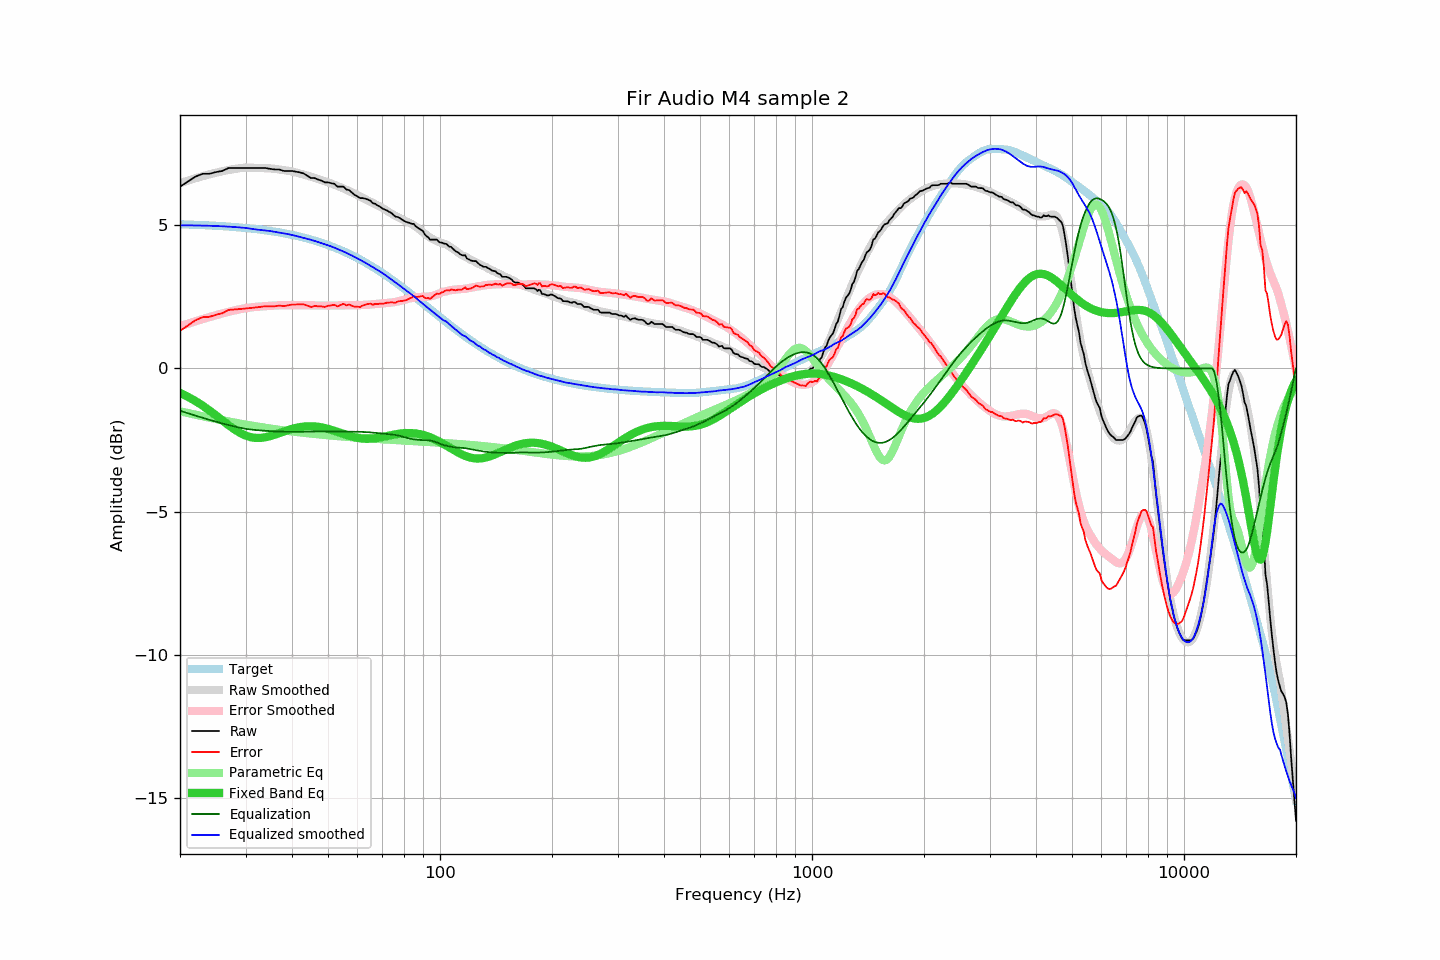 Fir Audio M4 sample 2
Amplitude (dBr)
5
0
−5
−10
−15
Target
Raw Smoothed
Error Smoothed
Raw
Error
Parametric Eq
Fixed Band Eq
Equalization
Equalized smoothed
100
1000
10000
Frequency (Hz)